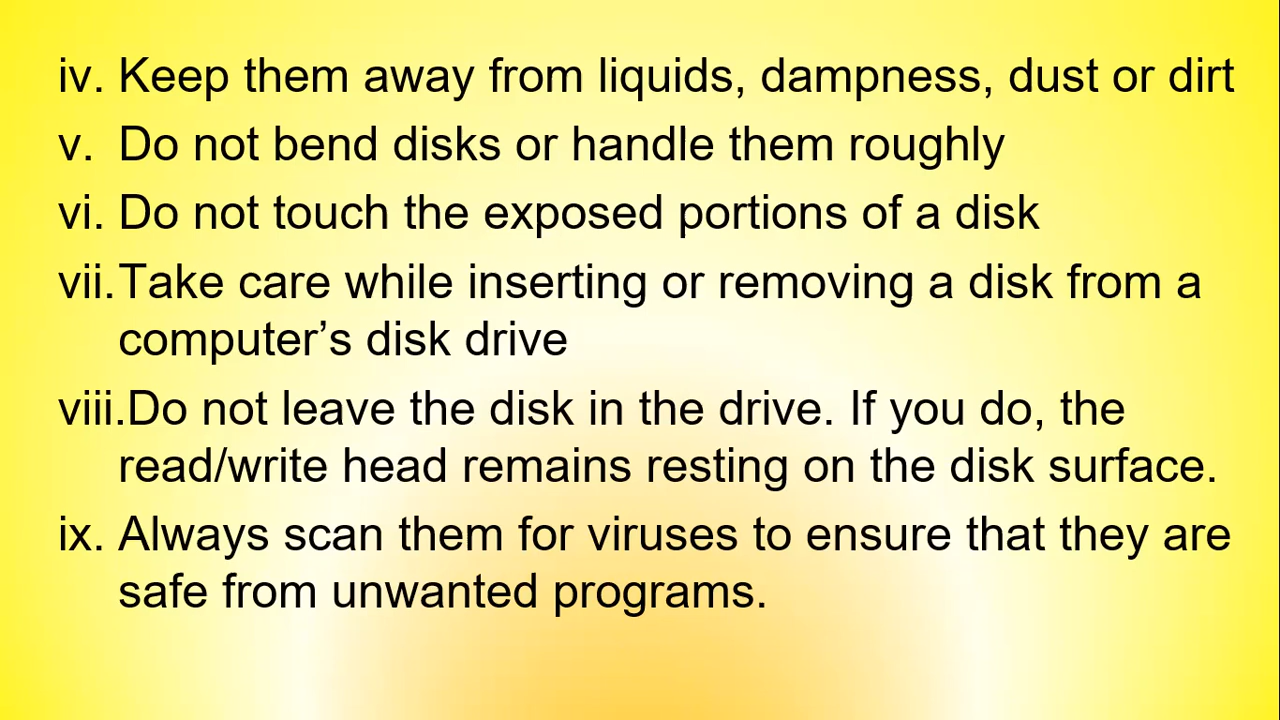 iv. Keep them away from liquids, dampness, dust or dirt
v. Do not bend disks or handle them roughly
vi. Do not touch the exposed portions of a disk
vii. Take care while inserting or removing a disk from a
computer’s disk drive
viii. Do not leave the disk in the drive. If you do, the
read/write head remains resting on the disk surface.
ix. Always scan them for viruses to ensure that they are
safe from unwanted programs.